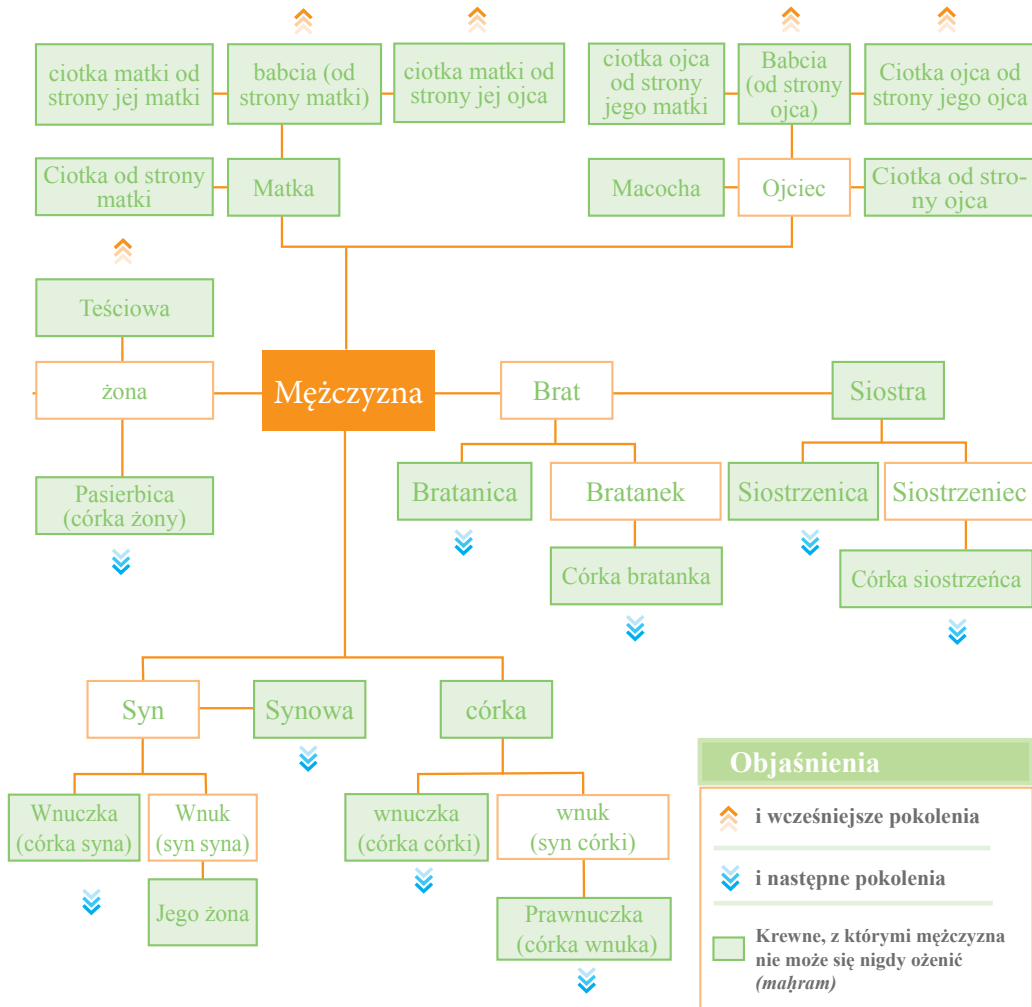 ciotka matki od
strony jej matki
babcia (od
strony matki)
ciotka matki od
strony jej ojca
ciotka ojca
od strony
jego matki
Babcia
(od strony
ojca)
Ciotka ojca od
strony jego ojca
Ciotka od strony
matki
Matka
Macocha
Ojciec
Ciotka od stro-
ny ojca
Teściowa
żona
Mężczyzna
Brat
Siostra
Pasierbica
(córka żony)
Bratanica
Bratanek
Siostrzenica
Siostrzeniec
Córka bratanka
Córka siostrzeńca
Syn
Synowa
córka
Wnuczka
(córka syna)
Wnuk
(syn syna)
wnuczka
(córka córki)
wnuk
(syn córki)
Jego żona
Prawnuczka
(córka wnuka)
Objaśnienia
i wcześniejsze pokolenia
i następne pokolenia
Krewne, z którymi mężczyzna
nie może się nigdy ożenić
(maḥram)